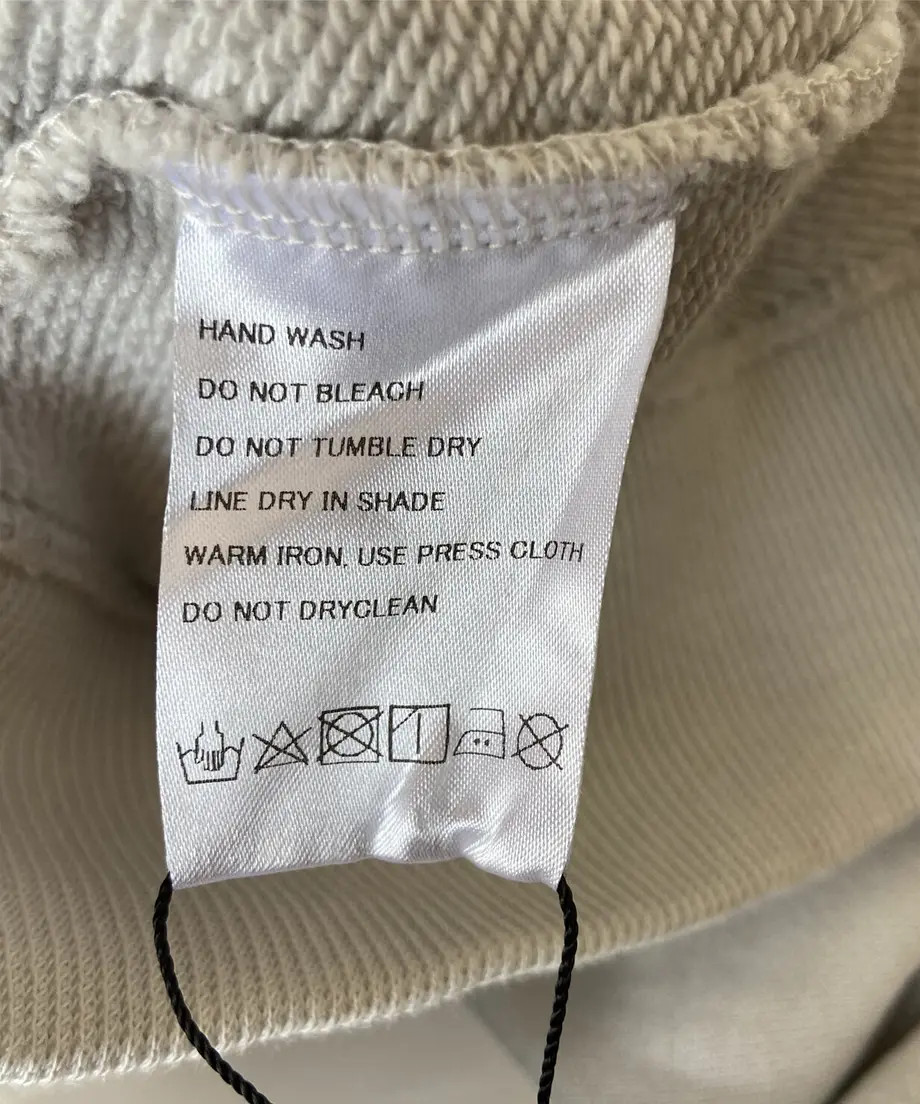 HAND WASH
DO NOT BLEACH
DO NOT TUMBLE DRY
LINE DRY IN SHADE
WARM IRON. USE PRESS CLOTH
DO NOT DRYCLEAN